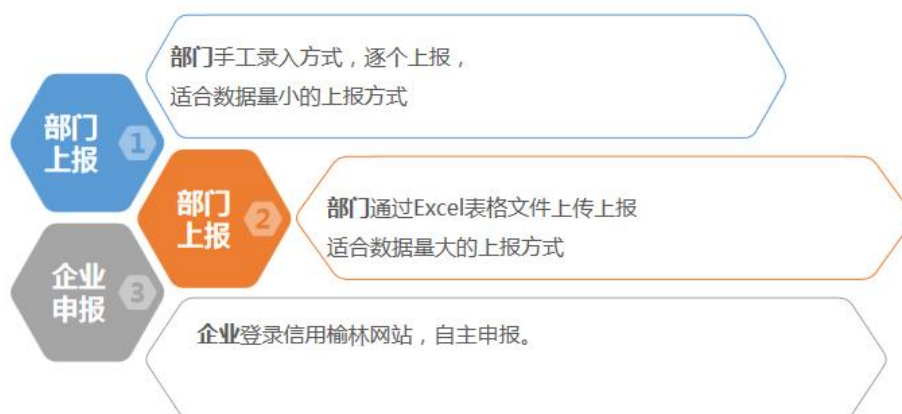 部门手工录入方式，逐个上报，
适合数据量小的上报方式
部门
上报
1
部门
上报
2
部门通过Excel表格文件上传上报
适合数据量大的上报方式
企业
申报
3
企业登录信用榆林网站，自主申报。